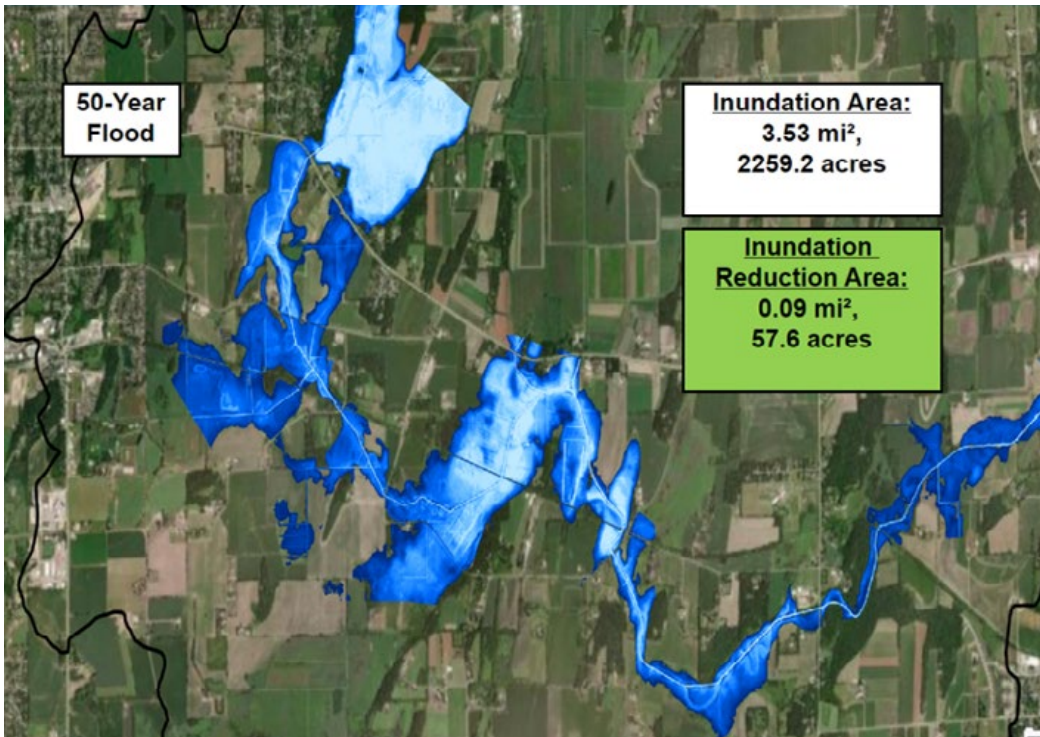 50-Year
Flood
Inundation Area:
3.53 mi²,
2259.2 acres
Inundation
Reduction Area:
0.09 mi²,
57.6 acres